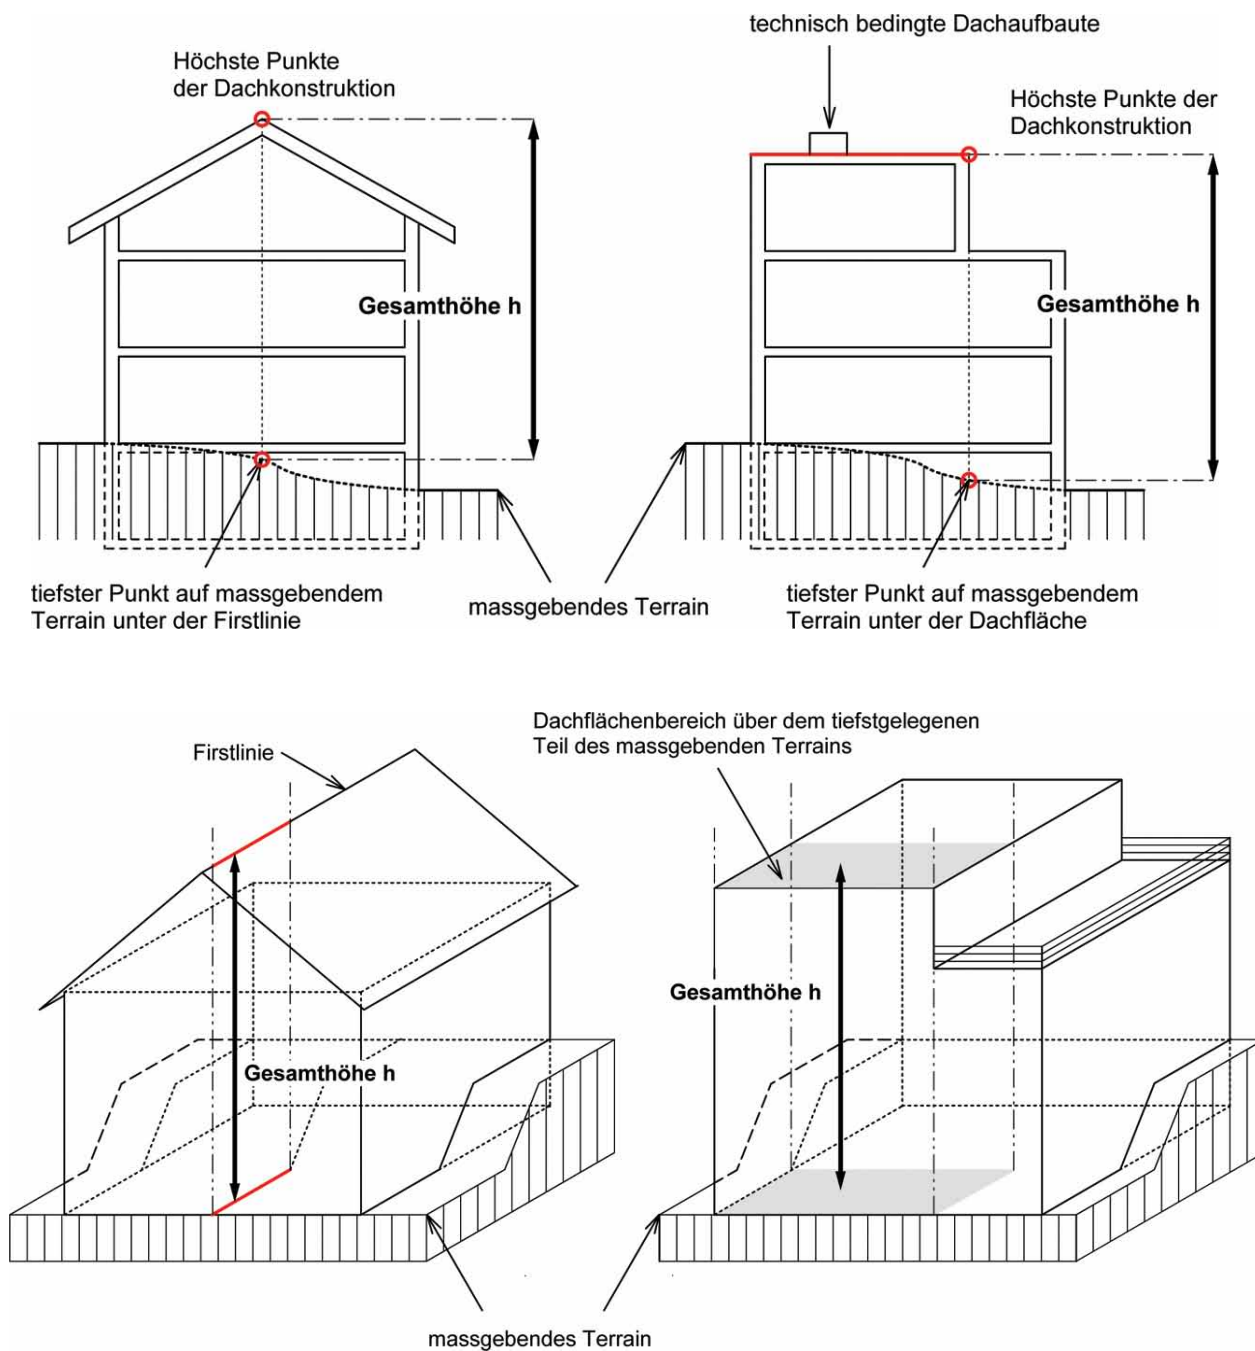 technisch bedingte Dachaufbaute
Höchste Punkte
der Dachkonstruktion
Höchste Punkte der
Dachkonstruktion
Gesamthöhe h
Gesamthöhe h
tiefster Punkt auf massgebendem
Terrain unter der Firstlinie
massgebendes Terrain
tiefster Punkt auf massgebendem
Terrain unter der Dachfläche
Dachflächenbereich über dem tiefstgelegenen
Teil des massgebenden Terrains
Firstlinie
Gesamthöhe h
Gesamthöhe h
massgebendes Terrain